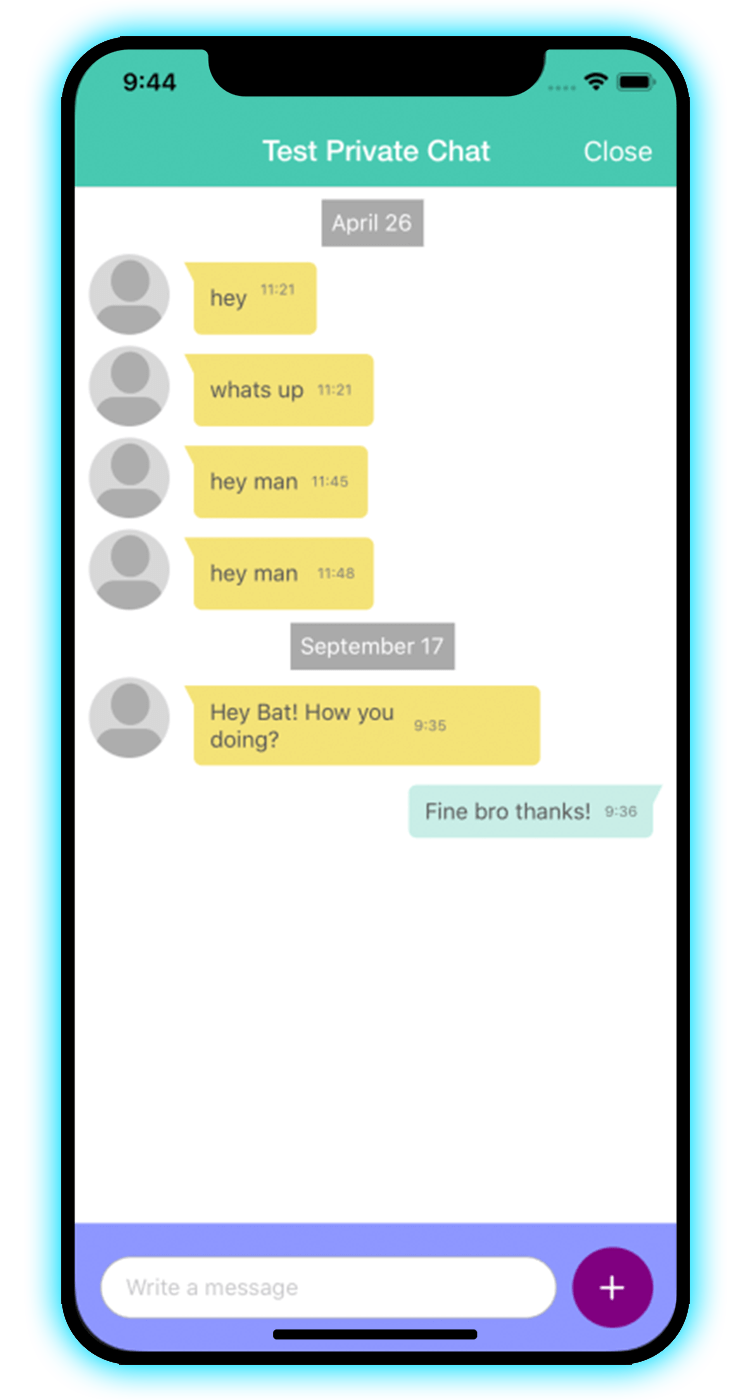 9:44
Test Private Chat
Close
April 26
hey 11:21
whats up 11:21
hey man 11:45
hey man 11:48
September 17
Hey Bat! How you
doing? 9:35
Fine bro thanks! 9:36
Write a message